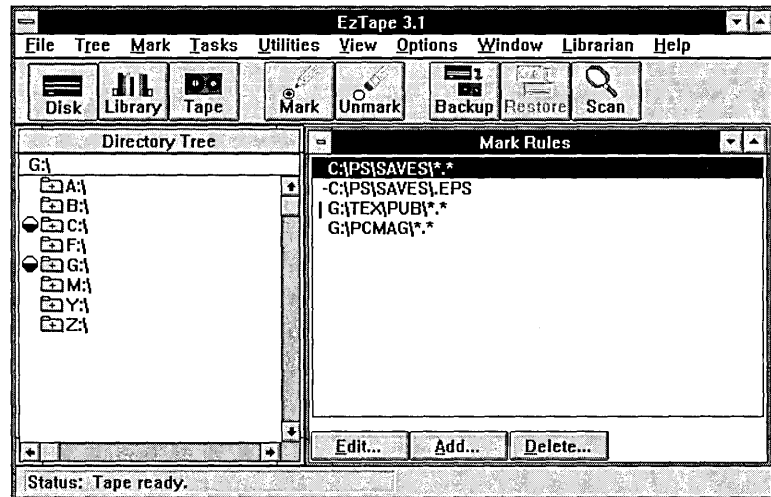 EzTape 3.1
File Tree Mark Tasks Utilities View Options Window Librarian Help
Disk Library Tape Mark Unmark Backup Restore Scan
Directory Tree
G:\
A:\
B:\
C:\
F:\
G:\
M:\
Y:\
Z:\
Mark Rules
C:\PS\SAVES\*.*
-C:\PS\SAVES\.EPS
| G:\TEX\PUB\*.*
G:\PCMAG\*.*
Edit... Add... Delete...
Status: Tape ready.